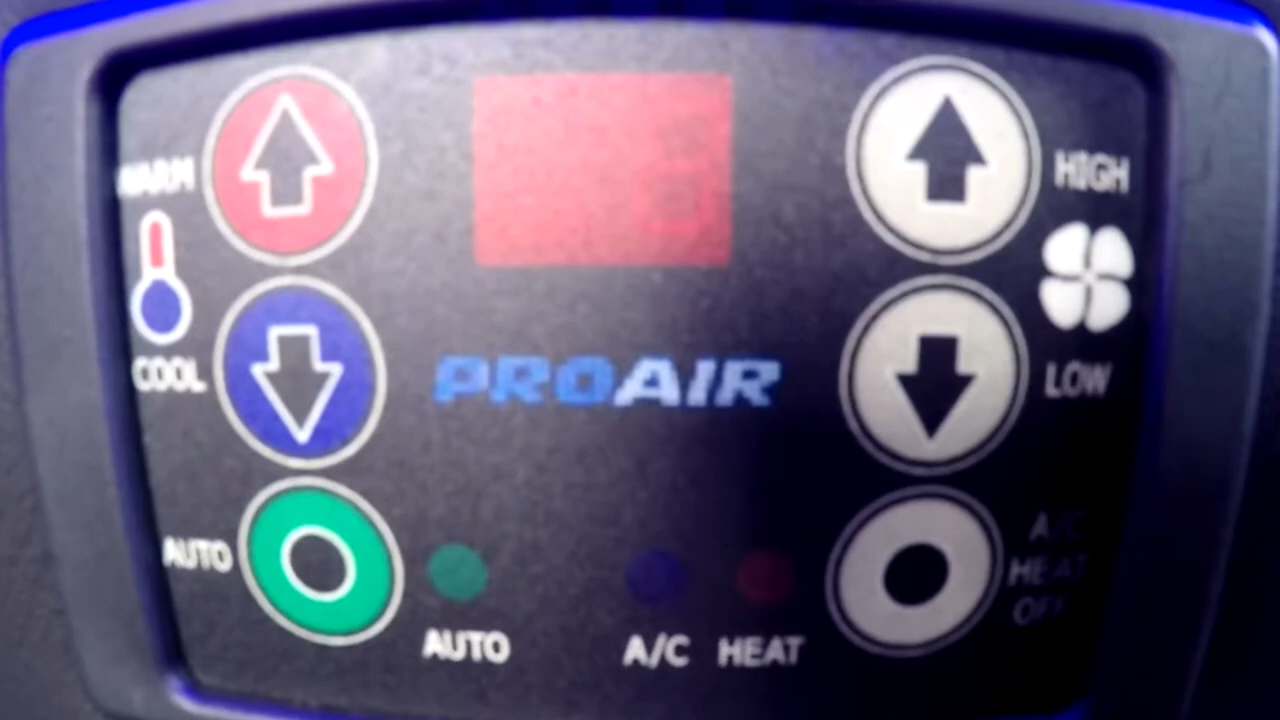 WARM
HIGH
COOL
PROAIR
LOW
AUTO
A/C
HEAT
OFF
AUTO
A/C
HEAT